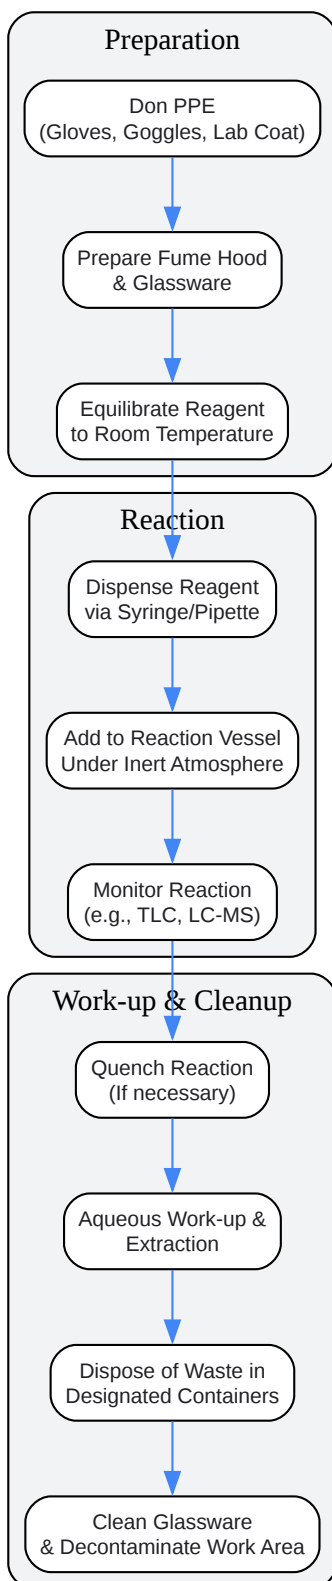 Preparation
Don PPE
(Gloves, Goggles, Lab Coat)
Prepare Fume Hood
& Glassware
Equilibrate Reagent
to Room Temperature
Reaction
Dispense Reagent
via Syringe/Pipette
Add to Reaction Vessel
Under Inert Atmosphere
Monitor Reaction
(e.g., TLC, LC-MS)
Work-up & Cleanup
Quench Reaction
(If necessary)
Aqueous Work-up &
Extraction
Dispose of Waste in
Designated Containers
Clean Glassware
& Decontaminate Work Area